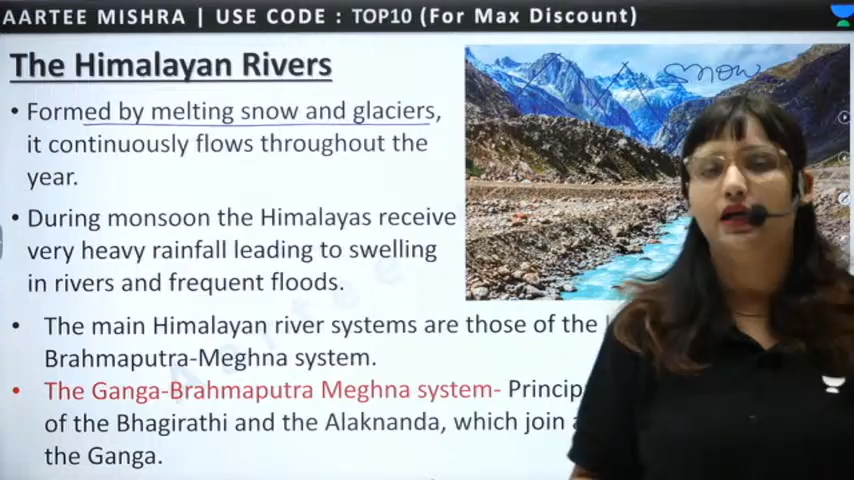 AARTEE MISHRA | USE CODE : TOP10 (For Max Discount)
The Himalayan Rivers
snow
• Formed by melting snow and glaciers,
it continuously flows throughout the
year.
• During monsoon the Himalayas receive
very heavy rainfall leading to swelling
in rivers and frequent floods.
• The main Himalayan river systems are those of the
Brahmaputra-Meghna system.
• The Ganga-Brahmaputra Meghna system-
of the Bhagirathi and the Alaknanda, which join
the Ganga.